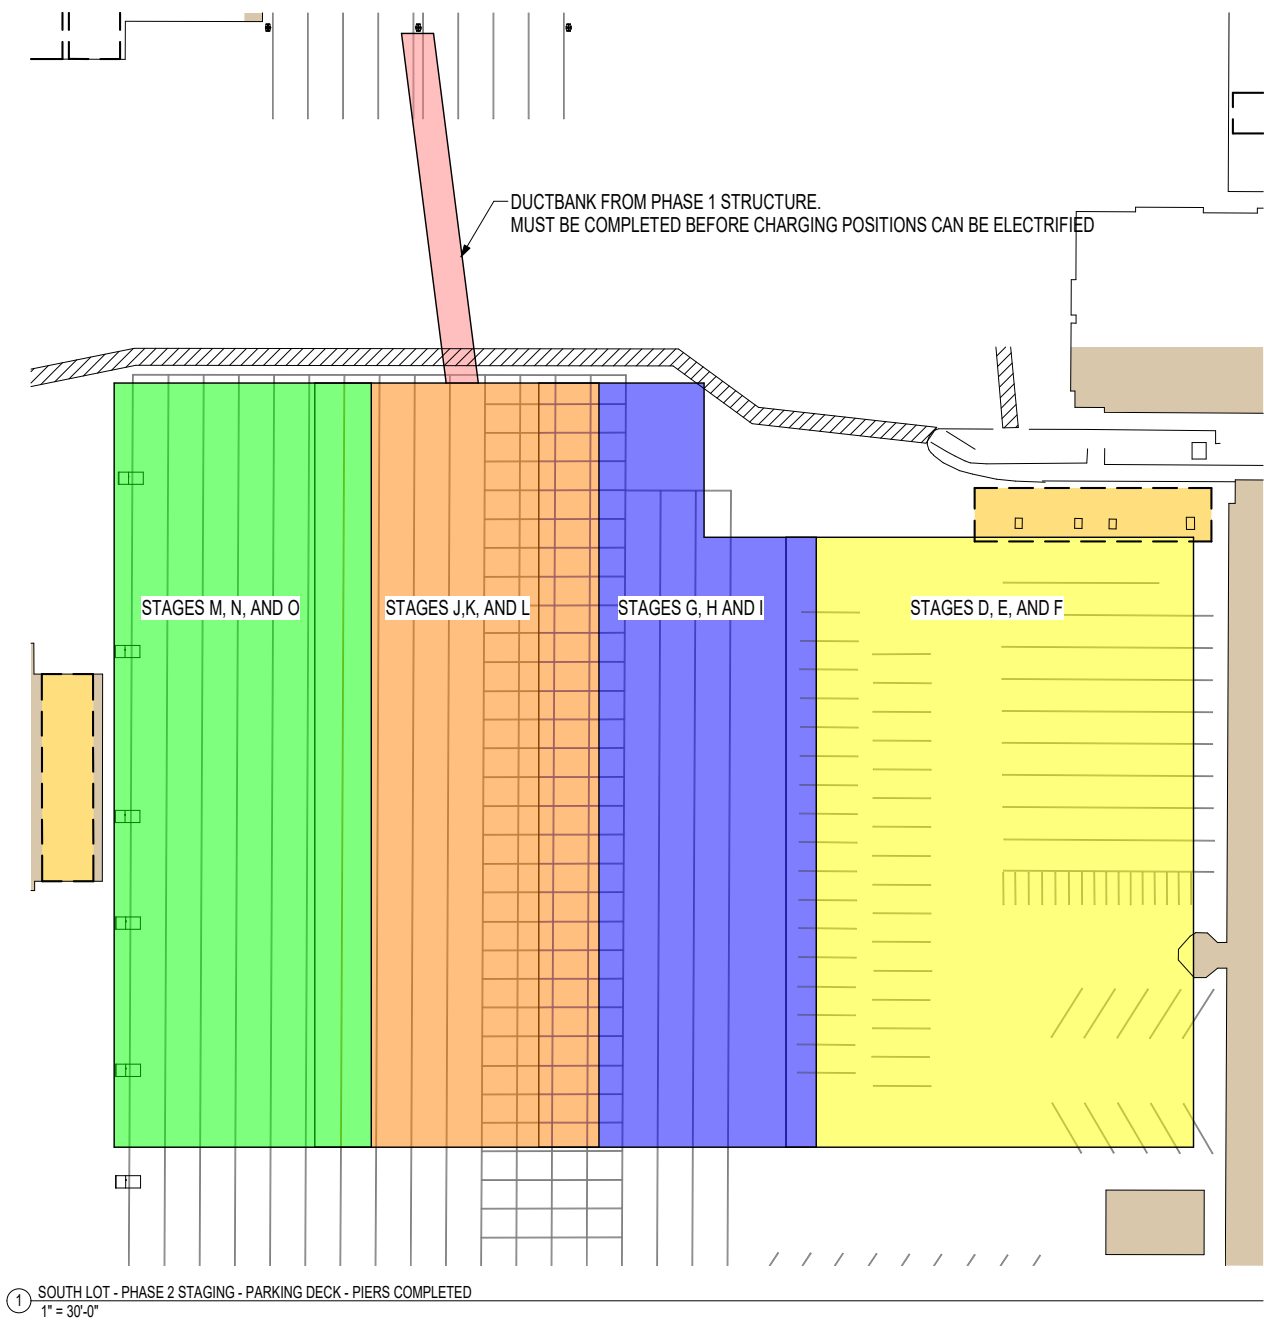 DUCTBANK FROM PHASE 1 STRUCTURE.
MUST BE COMPLETED BEFORE CHARGING POSITIONS CAN BE ELECTRIFIED
STAGES M, N, AND O
STAGES J,K, AND L
STAGES G, H AND I
STAGES D, E, AND F
1
SOUTH LOT - PHASE 2 STAGING - PARKING DECK - PIERS COMPLETED
1" = 30'-0"